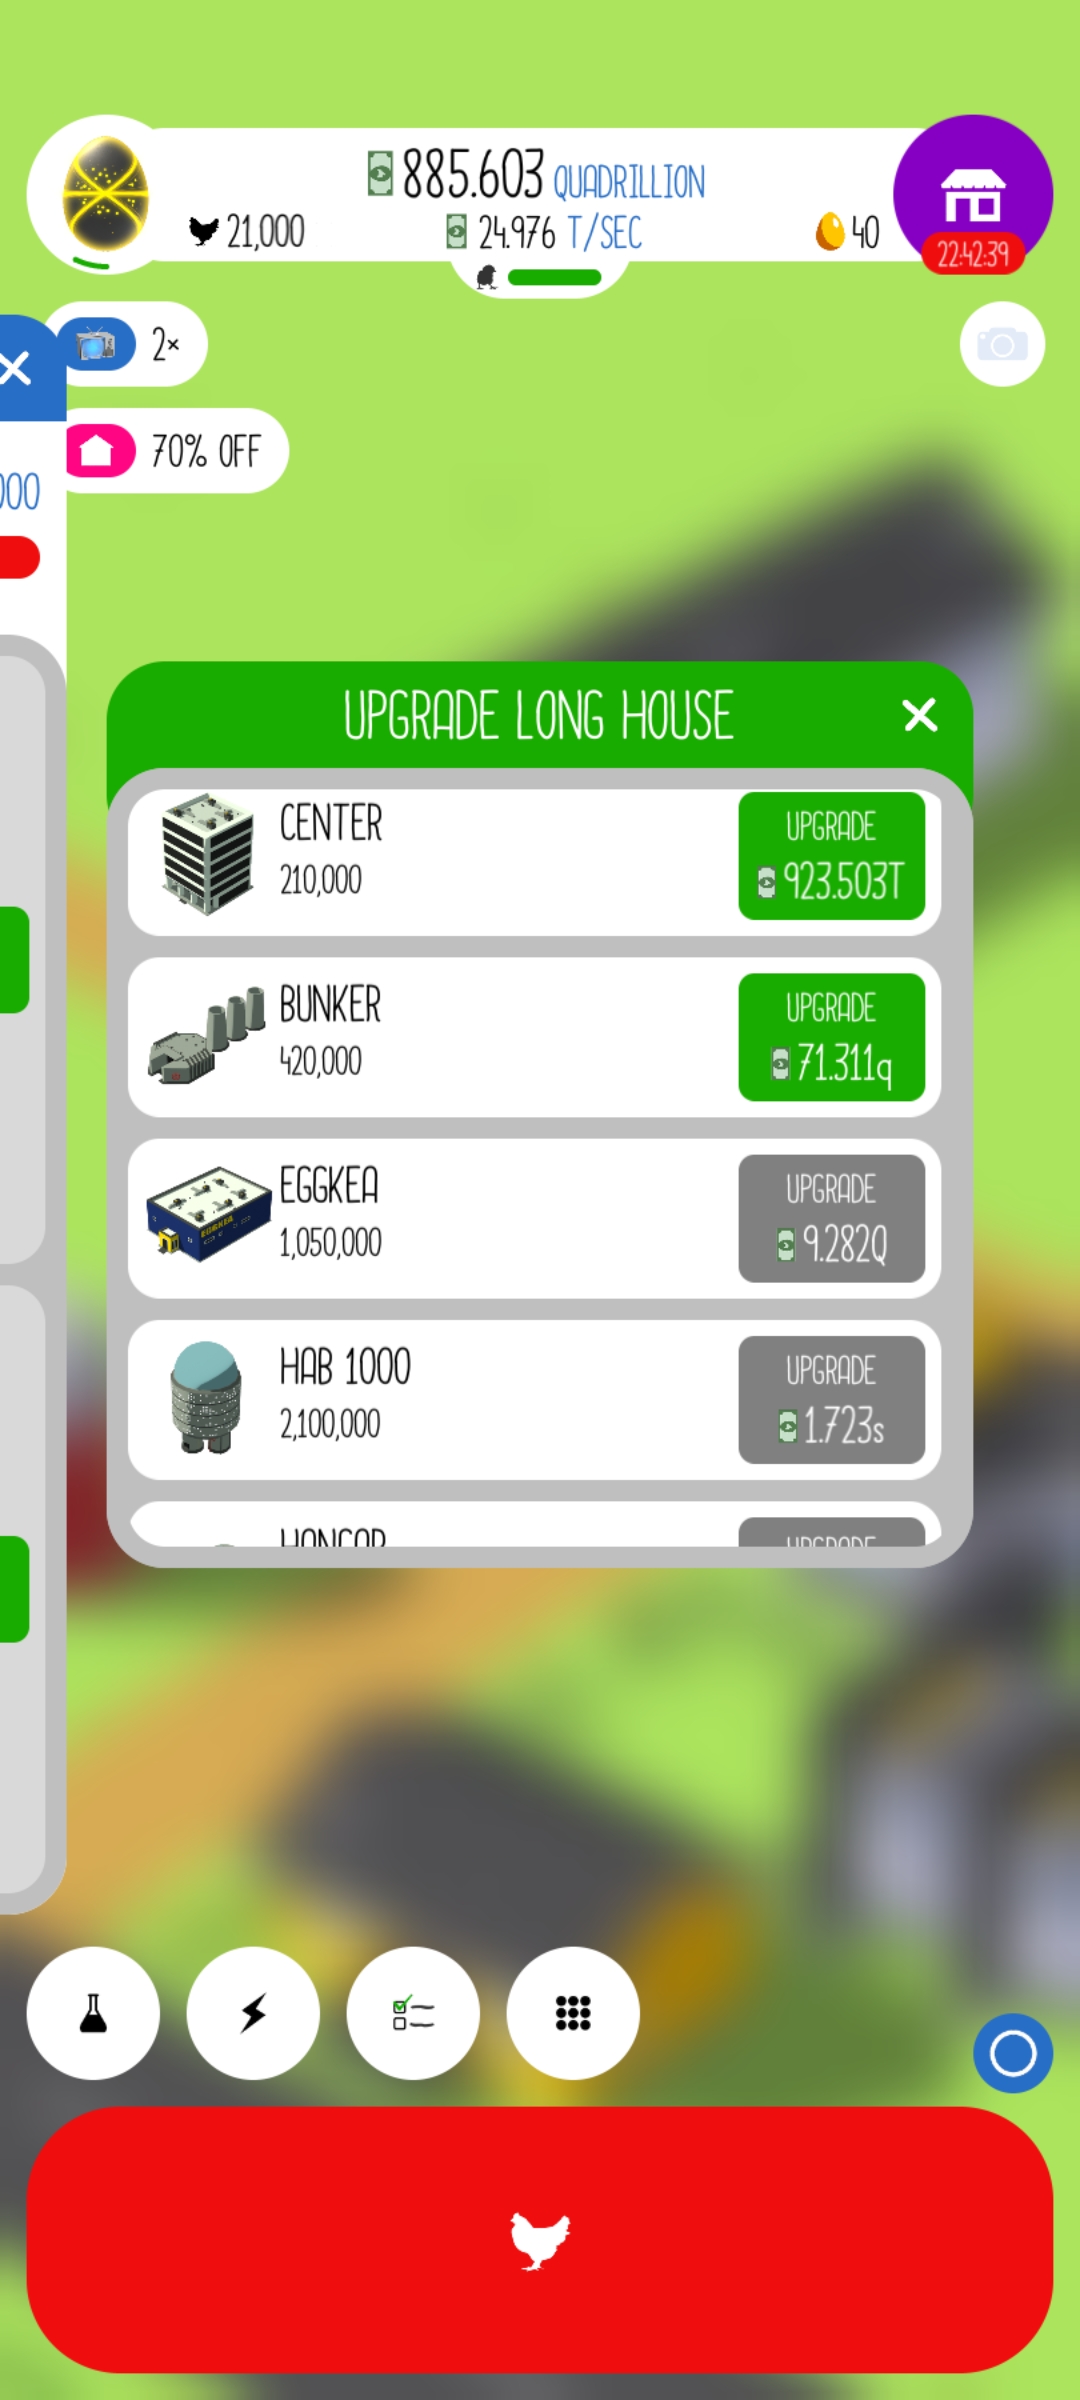 885.603 QUADRILLION
21,000
24.976 T/SEC
40
22:42:39
2×
000
70% OFF
UPGRADE LONG HOUSE
CENTER
210,000
UPGRADE
923.503T
BUNKER
420,000
UPGRADE
71.311q
EGGKEA
1,050,000
UPGRADE
9.282Q
HAB 1000
2,100,000
UPGRADE
1.723s
HANGAR
UPGRADE